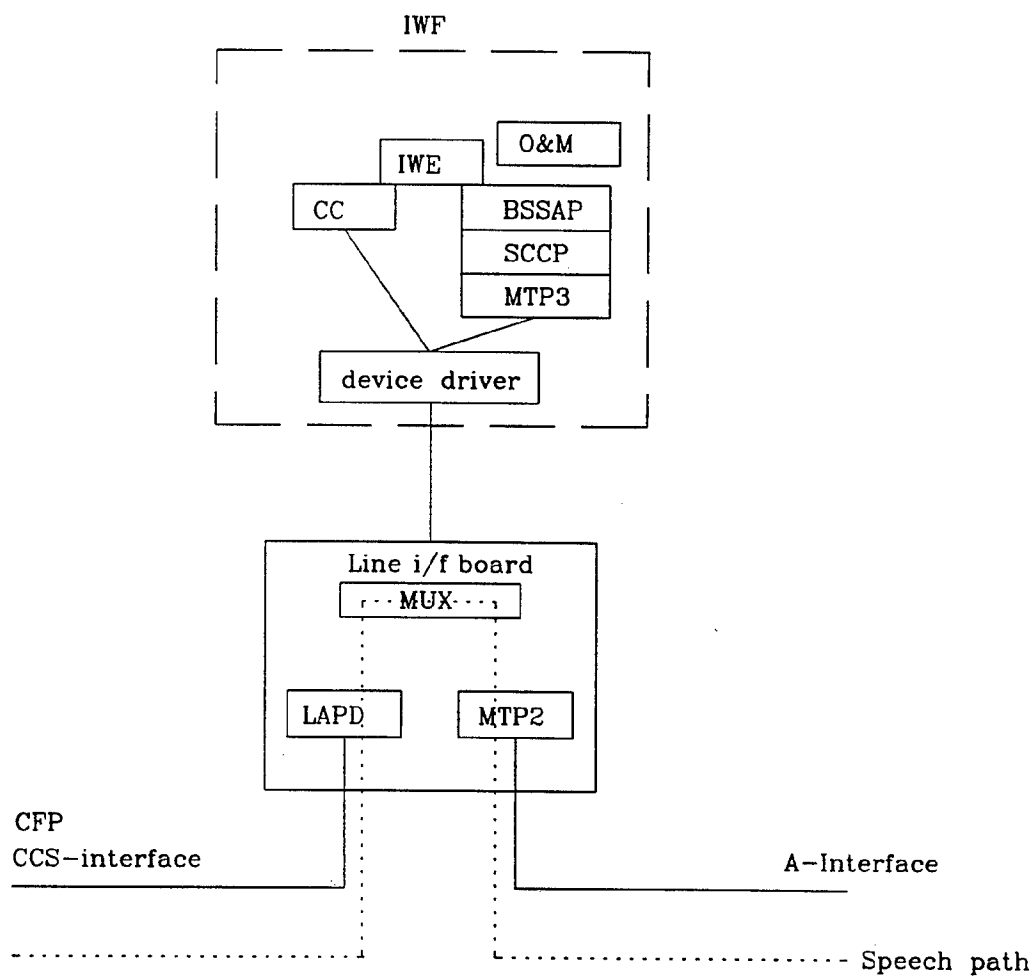 IWF
O&M
IWE
CC
BSSAP
SCCP
MTP3
device driver
Line i/f board
MUX
LAPD
MTP2
CFP
CCS-interface
A-Interface
Speech path